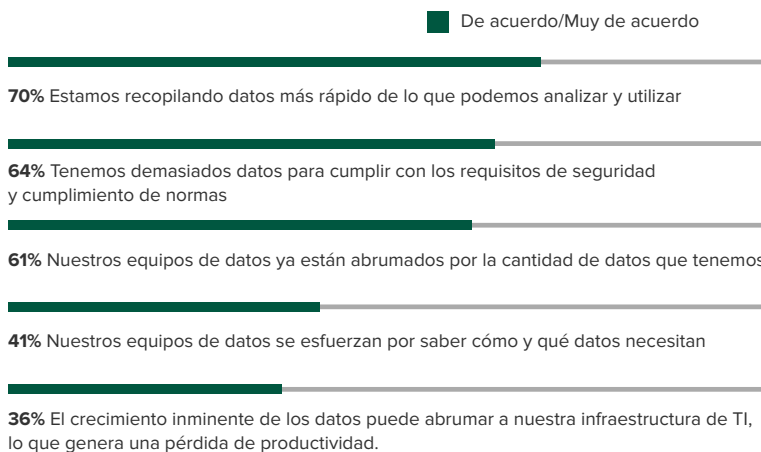 De acuerdo/Muy de acuerdo
70% Estamos recopilando datos más rápido de lo que podemos analizar y utilizar
64% Tenemos demasiados datos para cumplir con los requisitos de seguridad
y cumplimiento de normas
61% Nuestros equipos de datos ya están abrumados por la cantidad de datos que tenemos
41% Nuestros equipos de datos se esfuerzan por saber cómo y qué datos necesitan
36% El crecimiento inminente de los datos puede abrumar a nuestra infraestructura de TI,
lo que genera una pérdida de productividad.